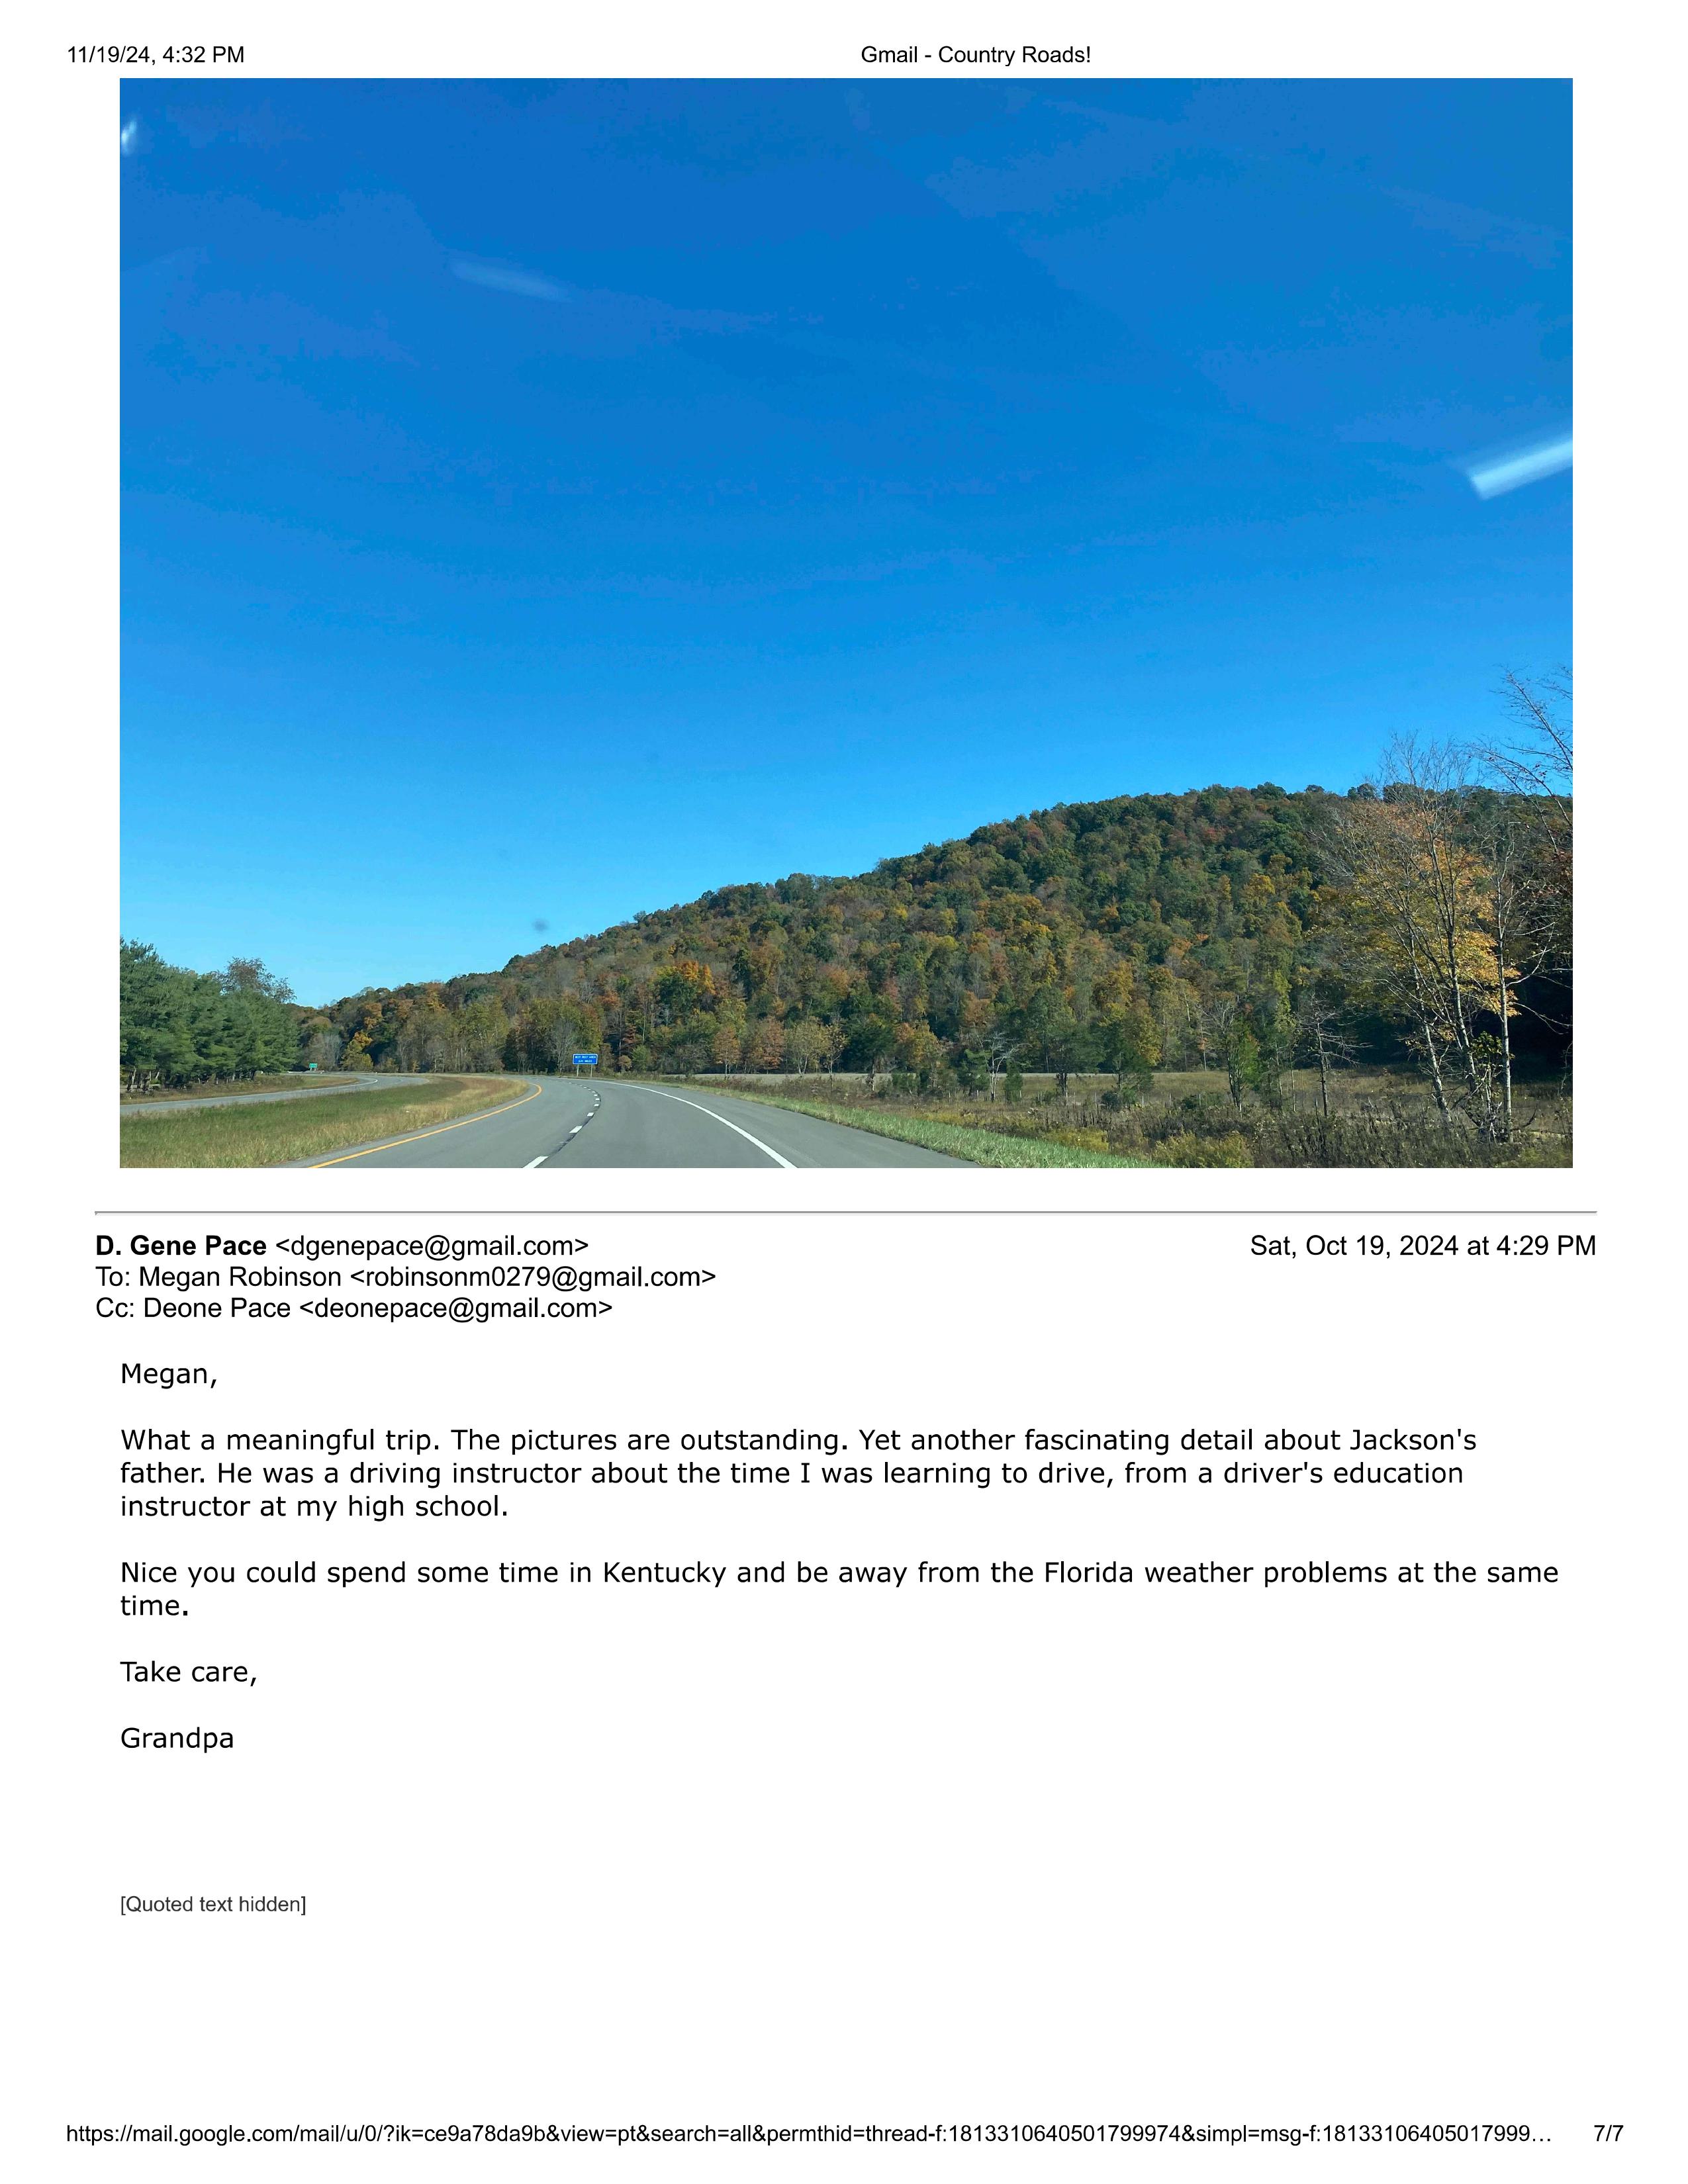 11/19/24, 4:32 PM
Gmail - Country Roads!
D. Gene Pace <dgenepace@gmail.com>
Sat, Oct 19, 2024 at 4:29 PM
To: Megan Robinson <robinsonm0279@gmail.com>
Cc: Deone Pace <deonepace@gmail.com>
Megan,
What a meaningful trip. The pictures are outstanding. Yet another fascinating detail about Jackson's
father. He was a driving instructor about the time I was learning to drive, from a driver's education
instructor at my high school.
Nice you could spend some time in Kentucky and be away from the Florida weather problems at the same
time.
Take care,
Grandpa
[Quoted text hidden]
https://mail.google.com/mail/u/0/?ik=ce9a78da9b&view=pt&search=all&permthid=thread-f:1813310640501799974&simpl=msg-f:18133106405017999…
7/7